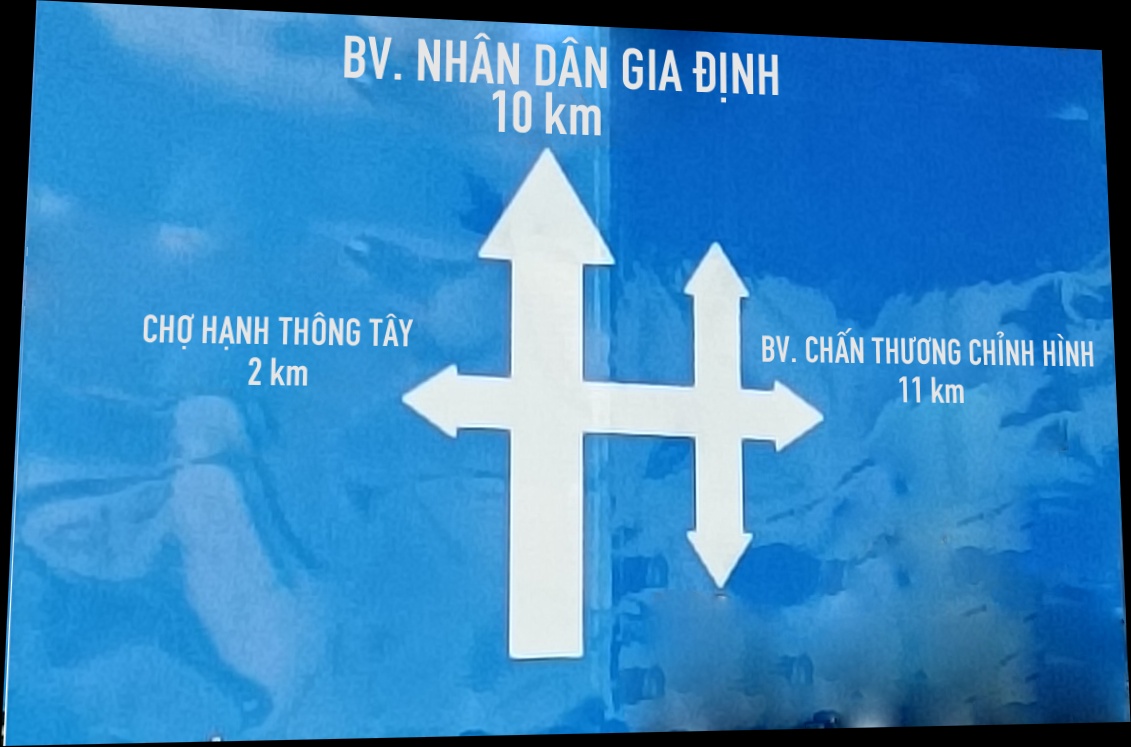 BV. NHÂN DÂN GIA ĐỊNH
10 km
CHỢ HẠNH THÔNG TÂY
2 km
BV. CHẤN THƯƠNG CHỈNH HÌNH
11 km